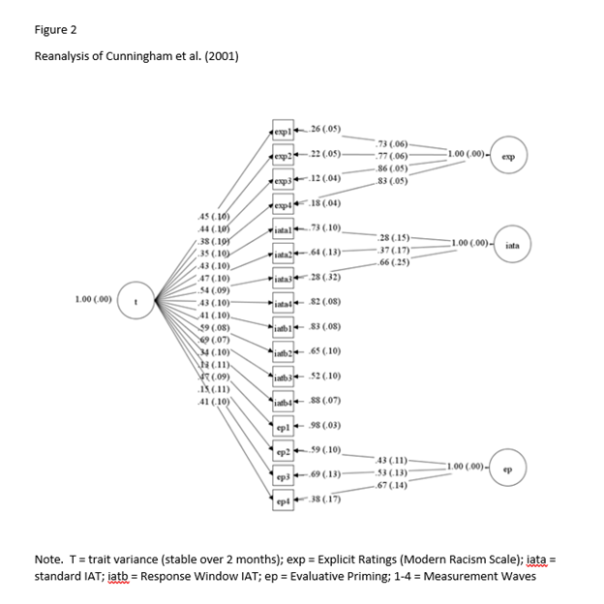 Figure 2
Reanalysis of Cunningham et al. (2001)
exp1 .26 (.05)
.73 (.06)
exp2 .22 (.05)
.77 (.06)
1.00 (.00)
exp
.86 (.05)
exp3 .12 (.04)
.83 (.05)
exp4 .18 (.04)
.45 (.10)
.44 (.10)
iata1 .73 (.10)
.38 (.10)
.28 (.15)
1.00 (.00)
iata
.35 (.10)
iata2 .64 (.13)
.37 (.17)
.43 (.10)
.66 (.25)
.47 (.10)
iata3 .28 (.32)
.54 (.09)
1.00 (.00)
t
.43 (.10)
iata4 .82 (.08)
.41 (.10)
.59 (.08)
iatb1 .83 (.08)
.69 (.07)
.34 (.10)
iatb2 .65 (.10)
.13 (.11)
.47 (.09)
iatb3 .52 (.10)
.15 (.11)
.41 (.10)
iatb4 .88 (.07)
ep1 .98 (.03)
ep2 .59 (.10)
.43 (.11)
1.00 (.00)
ep
ep3 .69 (.13)
.53 (.13)
.67 (.14)
ep4 .38 (.17)
Note. T = trait variance (stable over 2 months); exp = Explicit Ratings (Modern Racism Scale); iata =
standard IAT; iatb = Response Window IAT; ep = Evaluative Priming; 1-4 = Measurement Waves